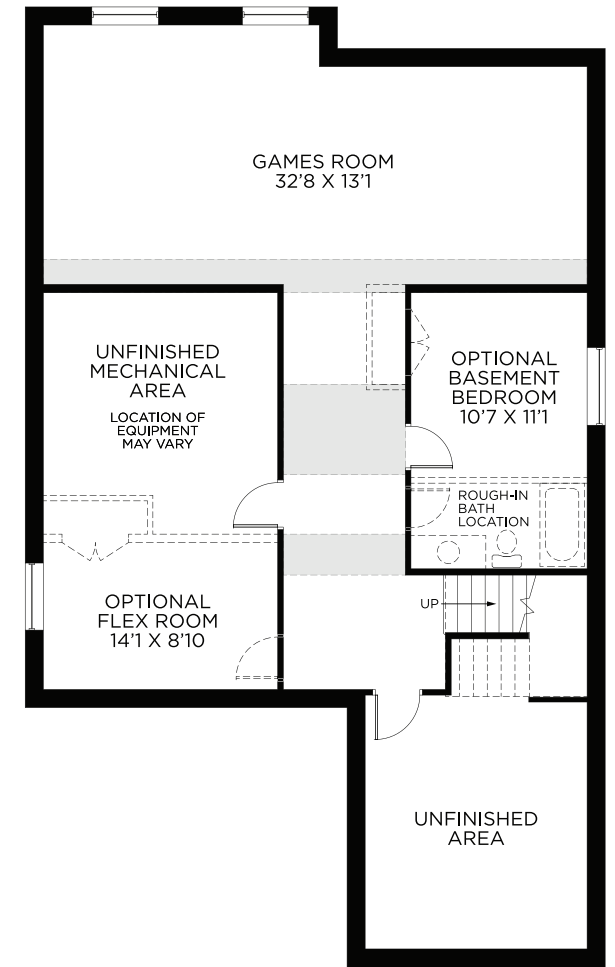 GAMES ROOM
32'8 X 13'1
UNFINISHED
MECHANICAL
AREA
LOCATION OF
EQUIPMENT
MAY VARY
OPTIONAL
BASEMENT
BEDROOM
10'7 X 11'1
ROUGH-IN
BATH
LOCATION
OPTIONAL
FLEX ROOM
14'1 X 8'10
UP
UNFINISHED
AREA